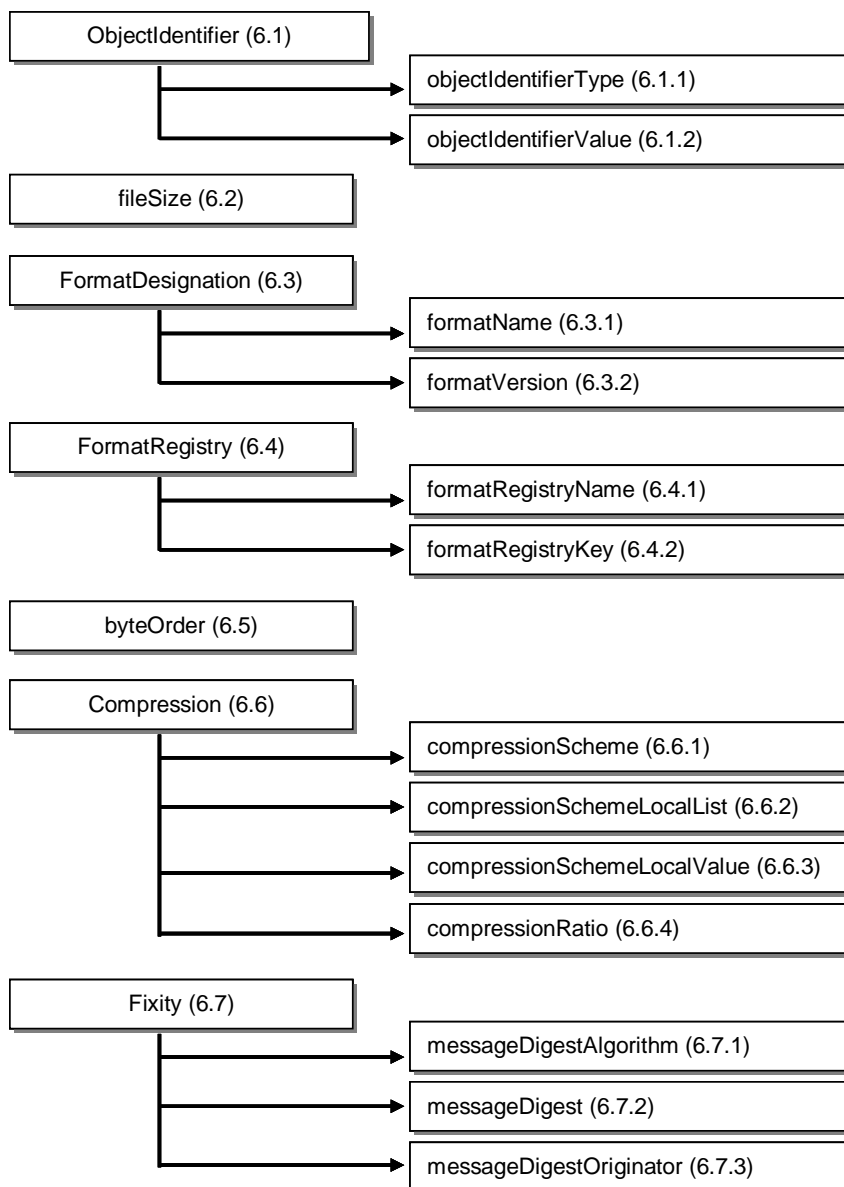 ObjectIdentifier (6.1)
objectIdentifierType (6.1.1)
objectIdentifierValue (6.1.2)
fileSize (6.2)
FormatDesignation (6.3)
formatName (6.3.1)
formatVersion (6.3.2)
FormatRegistry (6.4)
formatRegistryName (6.4.1)
formatRegistryKey (6.4.2)
byteOrder (6.5)
Compression (6.6)
compressionScheme (6.6.1)
compressionSchemeLocalList (6.6.2)
compressionSchemeLocalValue (6.6.3)
compressionRatio (6.6.4)
Fixity (6.7)
messageDigestAlgorithm (6.7.1)
messageDigest (6.7.2)
messageDigestOriginator (6.7.3)